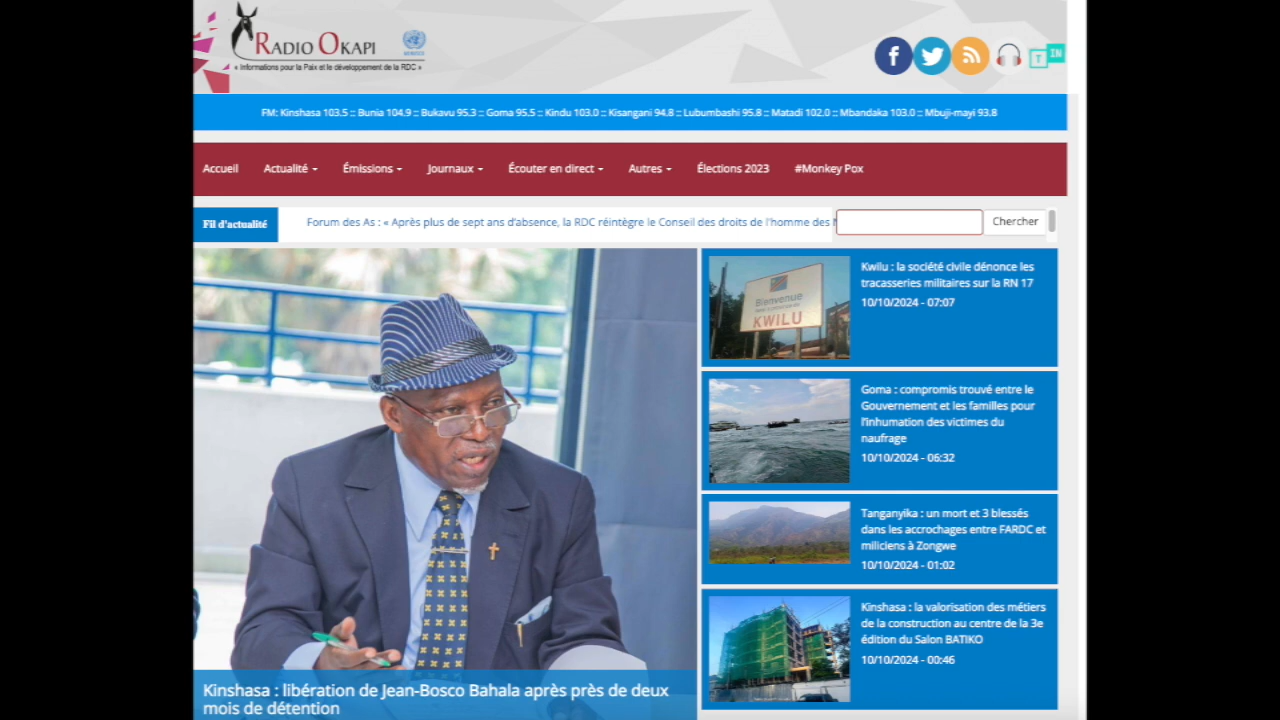 RADIO OKAPI
« Informations pour la Paix et le développement de la RDC »
T IN
FM: Kinshasa 103.5 :: Bunia 104.9 :: Bukavu 95.3 :: Goma 95.5 :: Kindu 103.0 :: Kisangani 94.8 :: Lubumbashi 95.8 :: Matadi 102.0 :: Mbandaka 103.0 :: Mbuji-mayi 93.8
Accueil Actualité Émissions Journaux Écouter en direct Autres Élections 2023 #Monkey Pox
Fil d'actualité Forum des As : « Après plus de sept ans d'absence, la RDC réintègre le Conseil des droits de l'homme des Chercher
Kinshasa : libération de Jean-Bosco Bahala après près de deux
mois de détention
Bienvenue
KWILU
Kwilu : la société civile dénonce les
tracasseries militaires sur la RN 17
10/10/2024 - 07:07
Goma : compromis trouvé entre le
Gouvernement et les familles pour
l'inhumation des victimes du
naufrage
10/10/2024 - 06:32
Tanganyika : un mort et 3 blessés
dans les accrochages entre FARDC et
miliciens à Zongwe
10/10/2024 - 01:02
Kinshasa : la valorisation des métiers
de la construction au centre de la 3e
édition du Salon BATIKO
10/10/2024 - 00:46